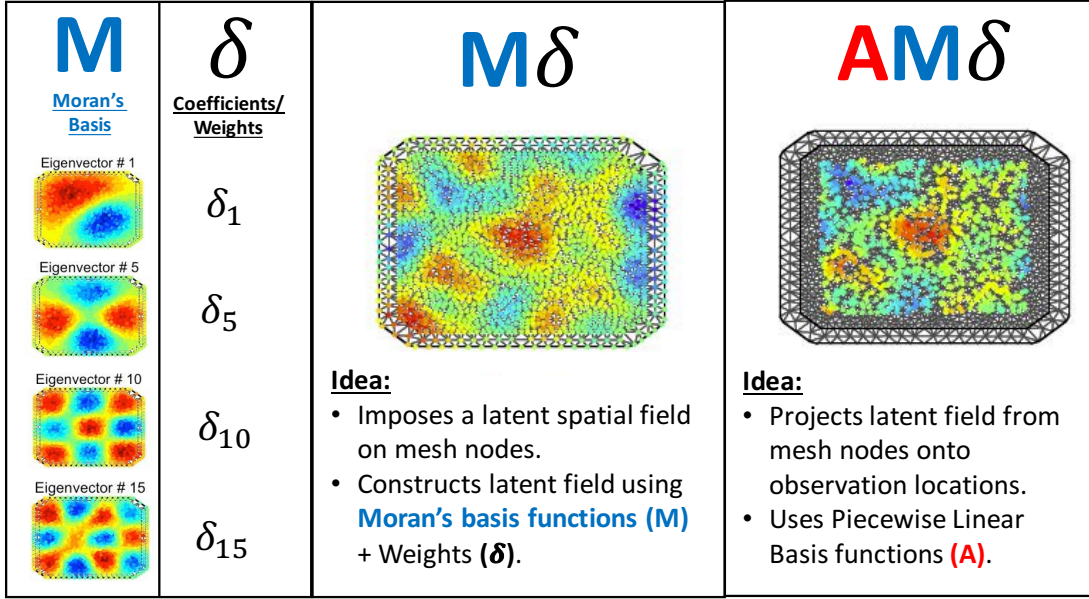 M
Moran's
Basis
Eigenvector # 1
Eigenvector # 5
Eigenvector # 10
Eigenvector # 15
δ
Coefficients/
Weights
δ1
δ5
δ10
δ15
Mδ
Idea:
• Imposes a latent spatial field
on mesh nodes.
• Constructs latent field using
Moran's basis functions (M)
+ Weights (δ).
AMδ
Idea:
• Projects latent field from
mesh nodes onto
observation locations.
• Uses Piecewise Linear
Basis functions (A).